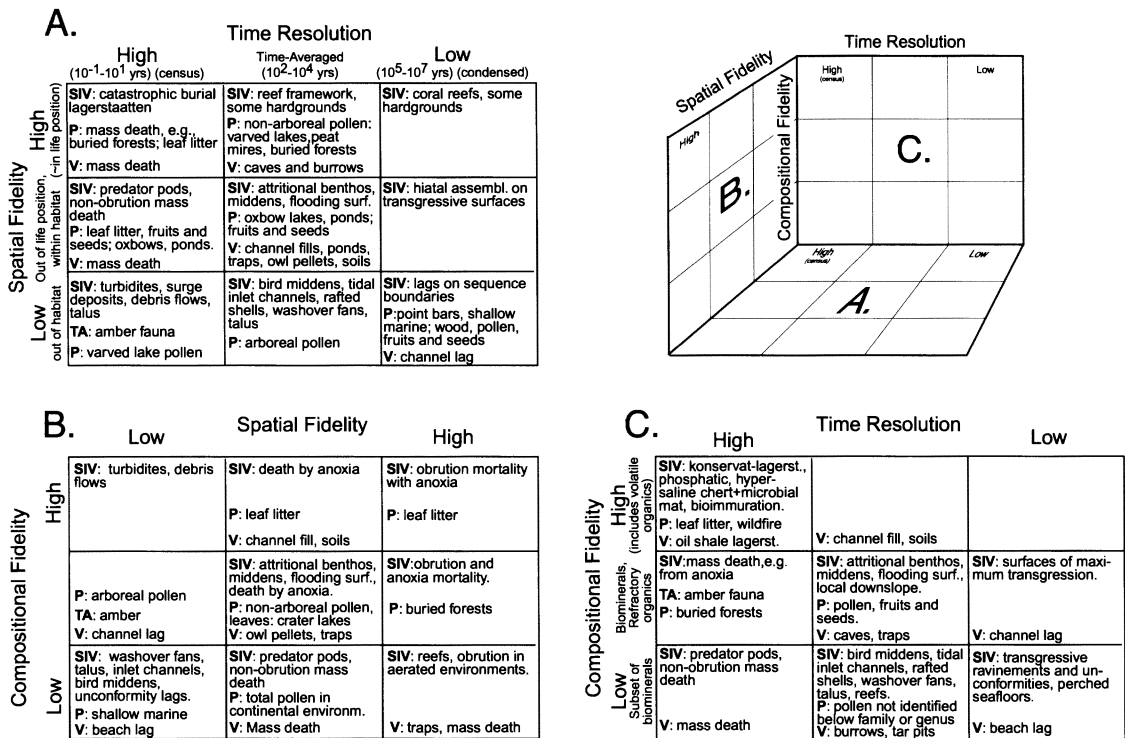 A.
Time Resolution
High
(10-1-101 yrs) (census)
Time-Averaged
(102-104 yrs)
Low
(105-107 yrs) (condensed)
Spatial Fidelity
High
(~in life position)
SIV: catastrophic burial
lagerstaatten
P: mass death, e.g.,
buried forests; leaf litter
V: mass death
SIV: reef framework,
some hardgrounds
P: non-arboreal pollen:
varved lakes,peat
mires, buried forests
V: caves and burrows
SIV: coral reefs, some
hardgrounds
Out of life position,
within habitat
SIV: predator pods,
non-obrution mass
death
P: leaf litter, fruits and
seeds; oxbows, ponds.
V: mass death
SIV: attritional benthos,
middens, flooding surf.
P: oxbow lakes, ponds;
fruits and seeds
V: channel fills, ponds,
traps, owl pellets, soils
SIV: hiatal assembl. on
transgressive surfaces
Low
out of habitat
SIV: turbidites, surge
deposits, debris flows,
talus
TA: amber fauna
P: varved lake pollen
SIV: bird middens, tidal
inlet channels, rafted
shells, washover fans,
talus
P: arboreal pollen
SIV: lags on sequence
boundaries
P:point bars, shallow
marine; wood, pollen,
fruits and seeds
V: channel lag
Time Resolution
Spatial Fidelity
Compositional Fidelity
High
High
(census)
Low
B.
C.
High
(census)
Low
A.
B.
Spatial Fidelity
Low
High
Compositional Fidelity
High
SIV: turbidites, debris
flows
SIV: death by anoxia
P: leaf litter
V: channel fill, soils
SIV: obrution mortality
with anoxia
P: leaf litter
P: arboreal pollen
TA: amber
V: channel lag
SIV: attritional benthos,
middens, flooding surf.,
death by anoxia.
P: non-arboreal pollen,
leaves: crater lakes
V: owl pellets, traps
SIV:obrution and
anoxia mortality.
P: buried forests
Low
SIV: washover fans,
talus, inlet channels,
bird middens,
unconformity lags.
P: shallow marine
V: beach lag
SIV: predator pods,
non-obrution mass
death
P: total pollen in
continental environm.
V: Mass death
SIV: reefs, obrution in
aerated environments.
V: traps, mass death
C.
Time Resolution
High
Low
Compositional Fidelity
High
(includes volatile
organics)
SIV: konservat-lagerst.,
phosphatic, hyper-
saline chert+microbial
mat, bioimmuration.
P: leaf litter, wildfire
V: oil shale lagerst.
V: channel fill, soils
Biominerals,
Refractory
organics
SIV:mass death,e.g.
from anoxia
TA: amber fauna
P: buried forests
SIV: attritional benthos,
middens, flooding surf.,
local downslope.
P: pollen, fruits and
seeds.
V: caves, traps
SIV: surfaces of maxi-
mum transgression.
V: channel lag
Low
Subset of
biominerals
SIV: predator pods,
non-obrution mass
death
V: mass death
SIV: bird middens, tidal
inlet channels, rafted
shells, washover fans,
talus, reefs.
P: pollen not identified
below family or genus
V: burrows, tar pits
SIV: transgressive
ravinements and un-
conformities, perched
seafloors.
V: beach lag